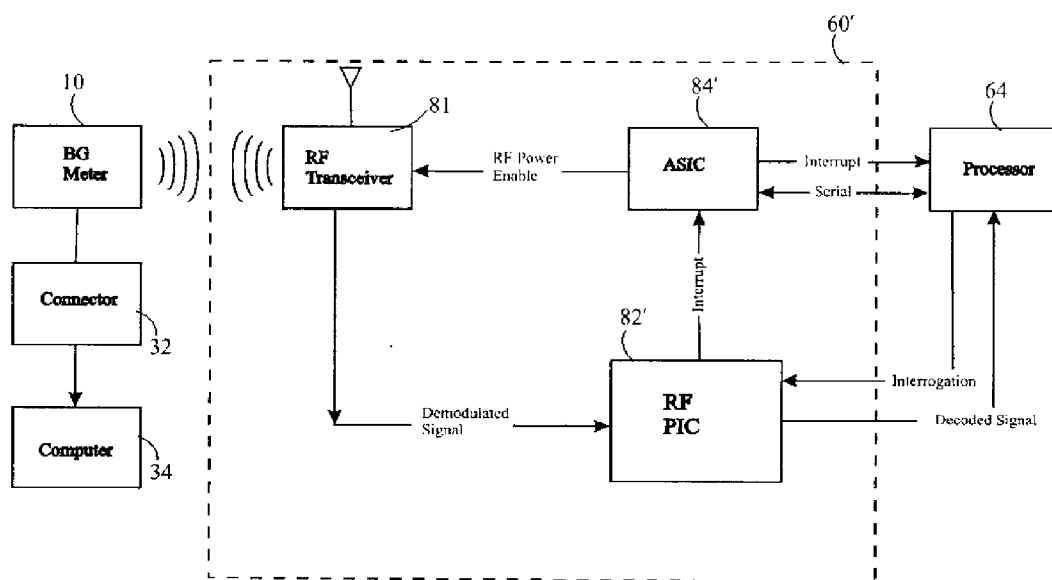 60′
10
BG
Meter
81
RF
Transceiver
RF Power
Enable
84′
ASIC
Interrupt
Serial
64
Processor
Connector
32
Interrupt
82′
RF
PIC
Interrogation
Demodulated
Signal
Decoded Signal
Computer
34